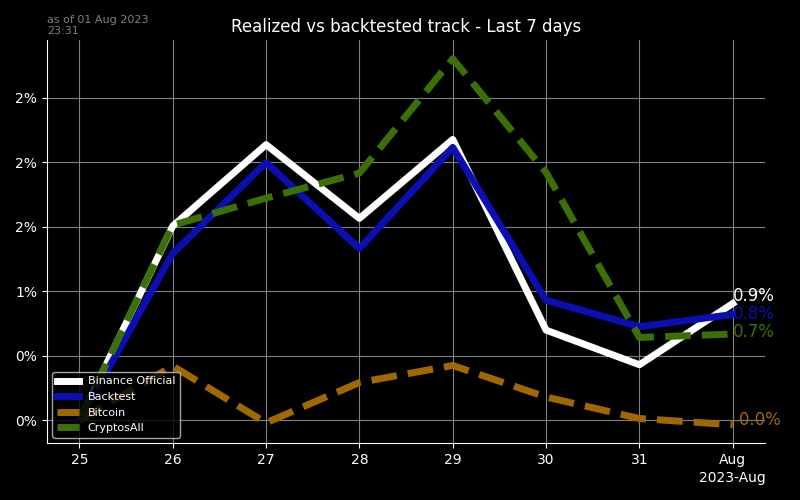 as of 01 Aug 2023
23:31
Realized vs backtested track - Last 7 days
2%
2%
2%
1%
0%
0%
0.9%
0.8%
0.7%
-0.0%
Binance Official
Backtest
Bitcoin
CryptosAll
25 26 27 28 29 30 31 Aug
2023-Aug